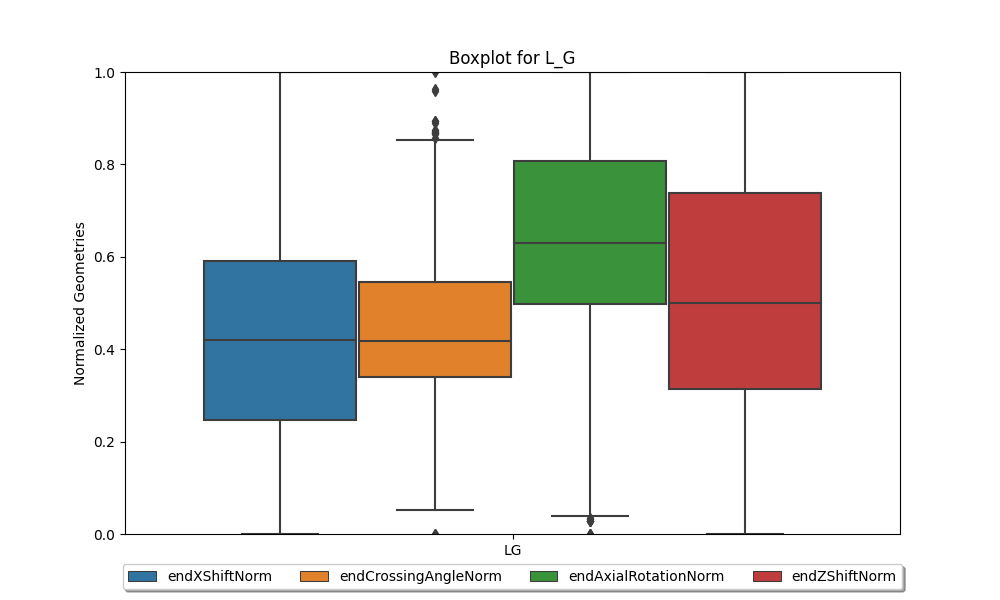 Boxplot for L_G
1.0
0.8
0.6
0.4
0.2
0.0
Normalized Geometries
LG
endXShiftNorm endCrossingAngleNorm endAxialRotationNorm endZShiftNorm